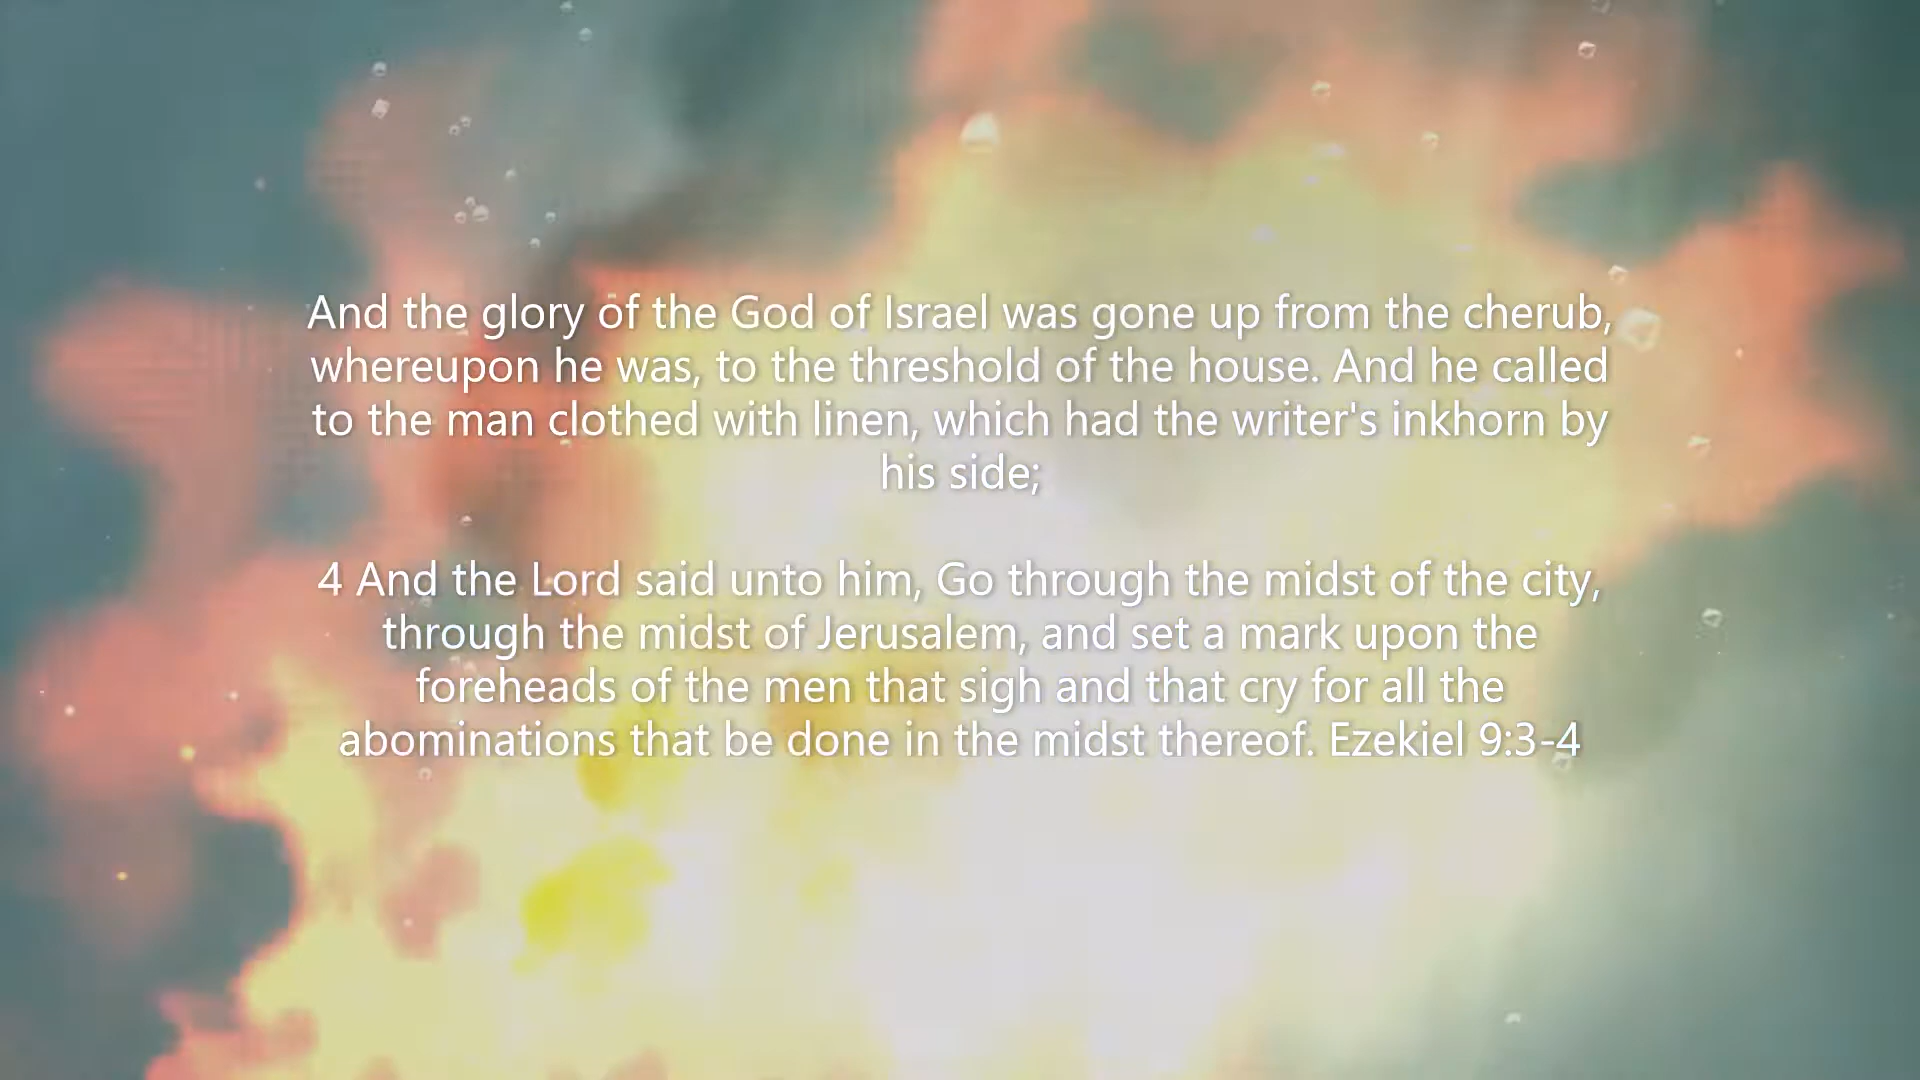 And the glory of the God of Israel was gone up from the cherub,
whereupon he was, to the threshold of the house. And he called
to the man clothed with linen, which had the writer's inkhorn by
his side;
4 And the Lord said unto him, Go through the midst of the city,
through the midst of Jerusalem, and set a mark upon the
foreheads of the men that sigh and that cry for all the
abominations that be done in the midst thereof. Ezekiel 9:3-4